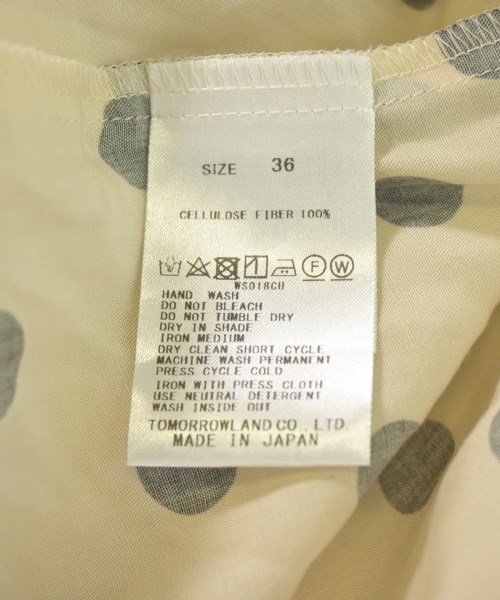 SIZE 36
CELLULOSE FIBER 100%
F W
WS018CU
HAND WASH
DO NOT BLEACH
DO NOT TUMBLE DRY
DRY IN SHADE
IRON MEDIUM
DRY CLEAN SHORT CYCLE
MACHINE WASH PERMANENT
PRESS CYCLE COLD
IRON WITH PRESS CLOTH
USE NEUTRAL DETERGENT
WASH INSIDE OUT
TOMORROWLAND CO., LTD.
MADE IN JAPAN